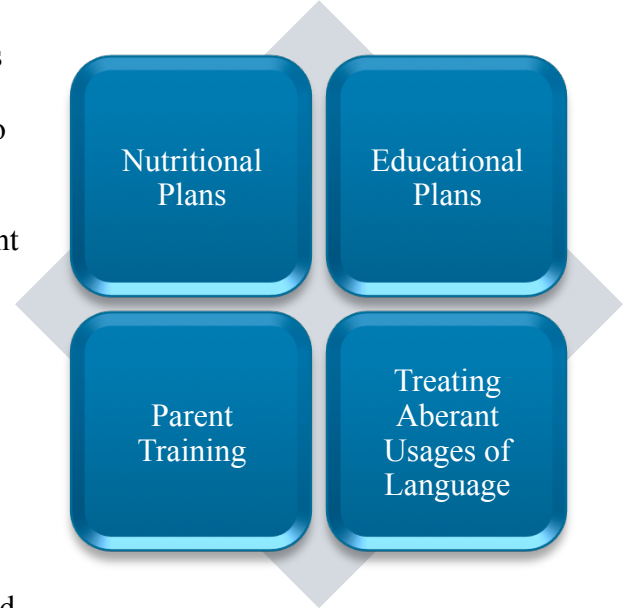 Nutritional
Plans
Educational
Plans
Parent
Training
Treating
Aberant
Usages of
Language